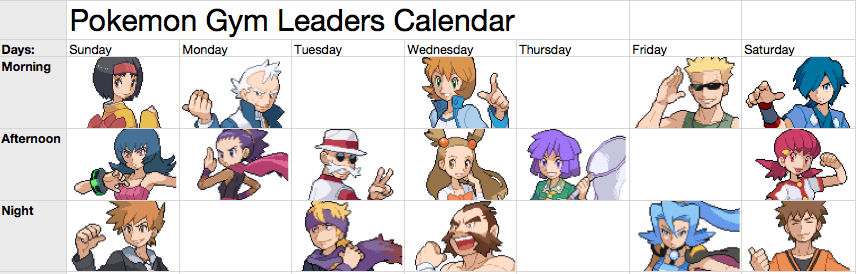 Pokemon Gym Leaders Calendar
Days: Sunday Monday Tuesday Wednesday Thursday Friday Saturday
Morning
Afternoon
Night